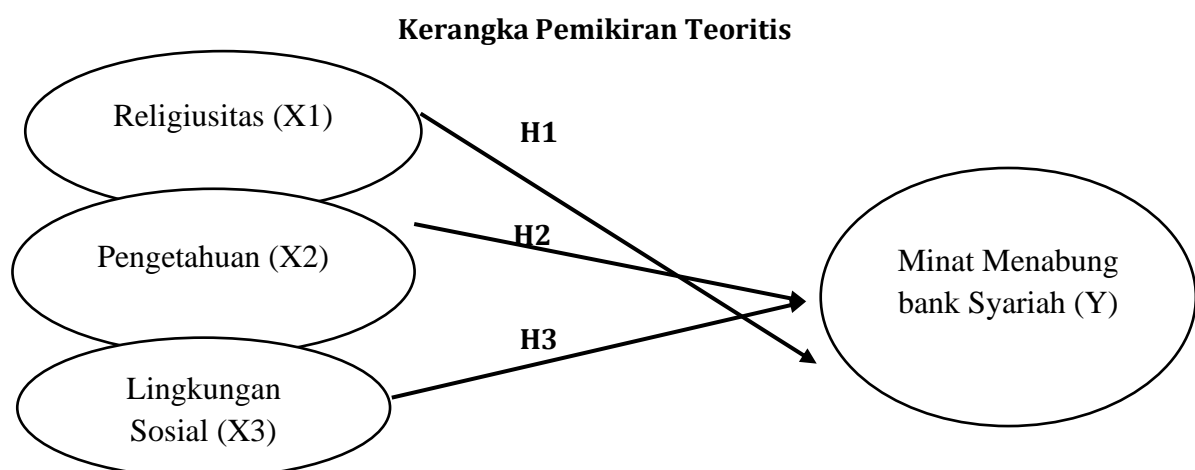 Kerangka Pemikiran Teoritis
Religiusitas (X1)
H1
Pengetahuan (X2)
H2
Minat Menabung
bank Syariah (Y)
H3
Lingkungan
Sosial (X3)